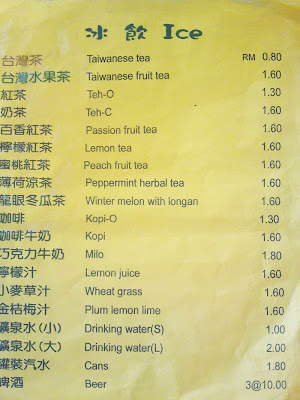 冰 飲 Ice
台灣茶 Taiwanese tea RM 0.80
台灣水果茶 Taiwanese fruit tea 1.60
紅茶 Teh-O 1.30
奶茶 Teh-C 1.60
百香紅茶 Passion fruit tea 1.60
檸檬紅茶 Lemon tea 1.60
蜜桃紅茶 Peach fruit tea 1.60
薄荷涼茶 Peppermint herbal tea 1.60
龍眼冬瓜茶 Winter melon with longan 1.60
咖啡 Kopi-O 1.30
咖啡牛奶 Kopi 1.60
巧克力牛奶 Milo 1.80
檸檬汁 Lemon juice 1.60
小麥草汁 Wheat grass 1.60
金桔梅汁 Plum lemon lime 1.60
礦泉水(小) Drinking water(S) 1.00
礦泉水(大) Drinking water(L) 2.00
罐裝汽水 Cans 1.80
啤酒 Beer 3@10.00